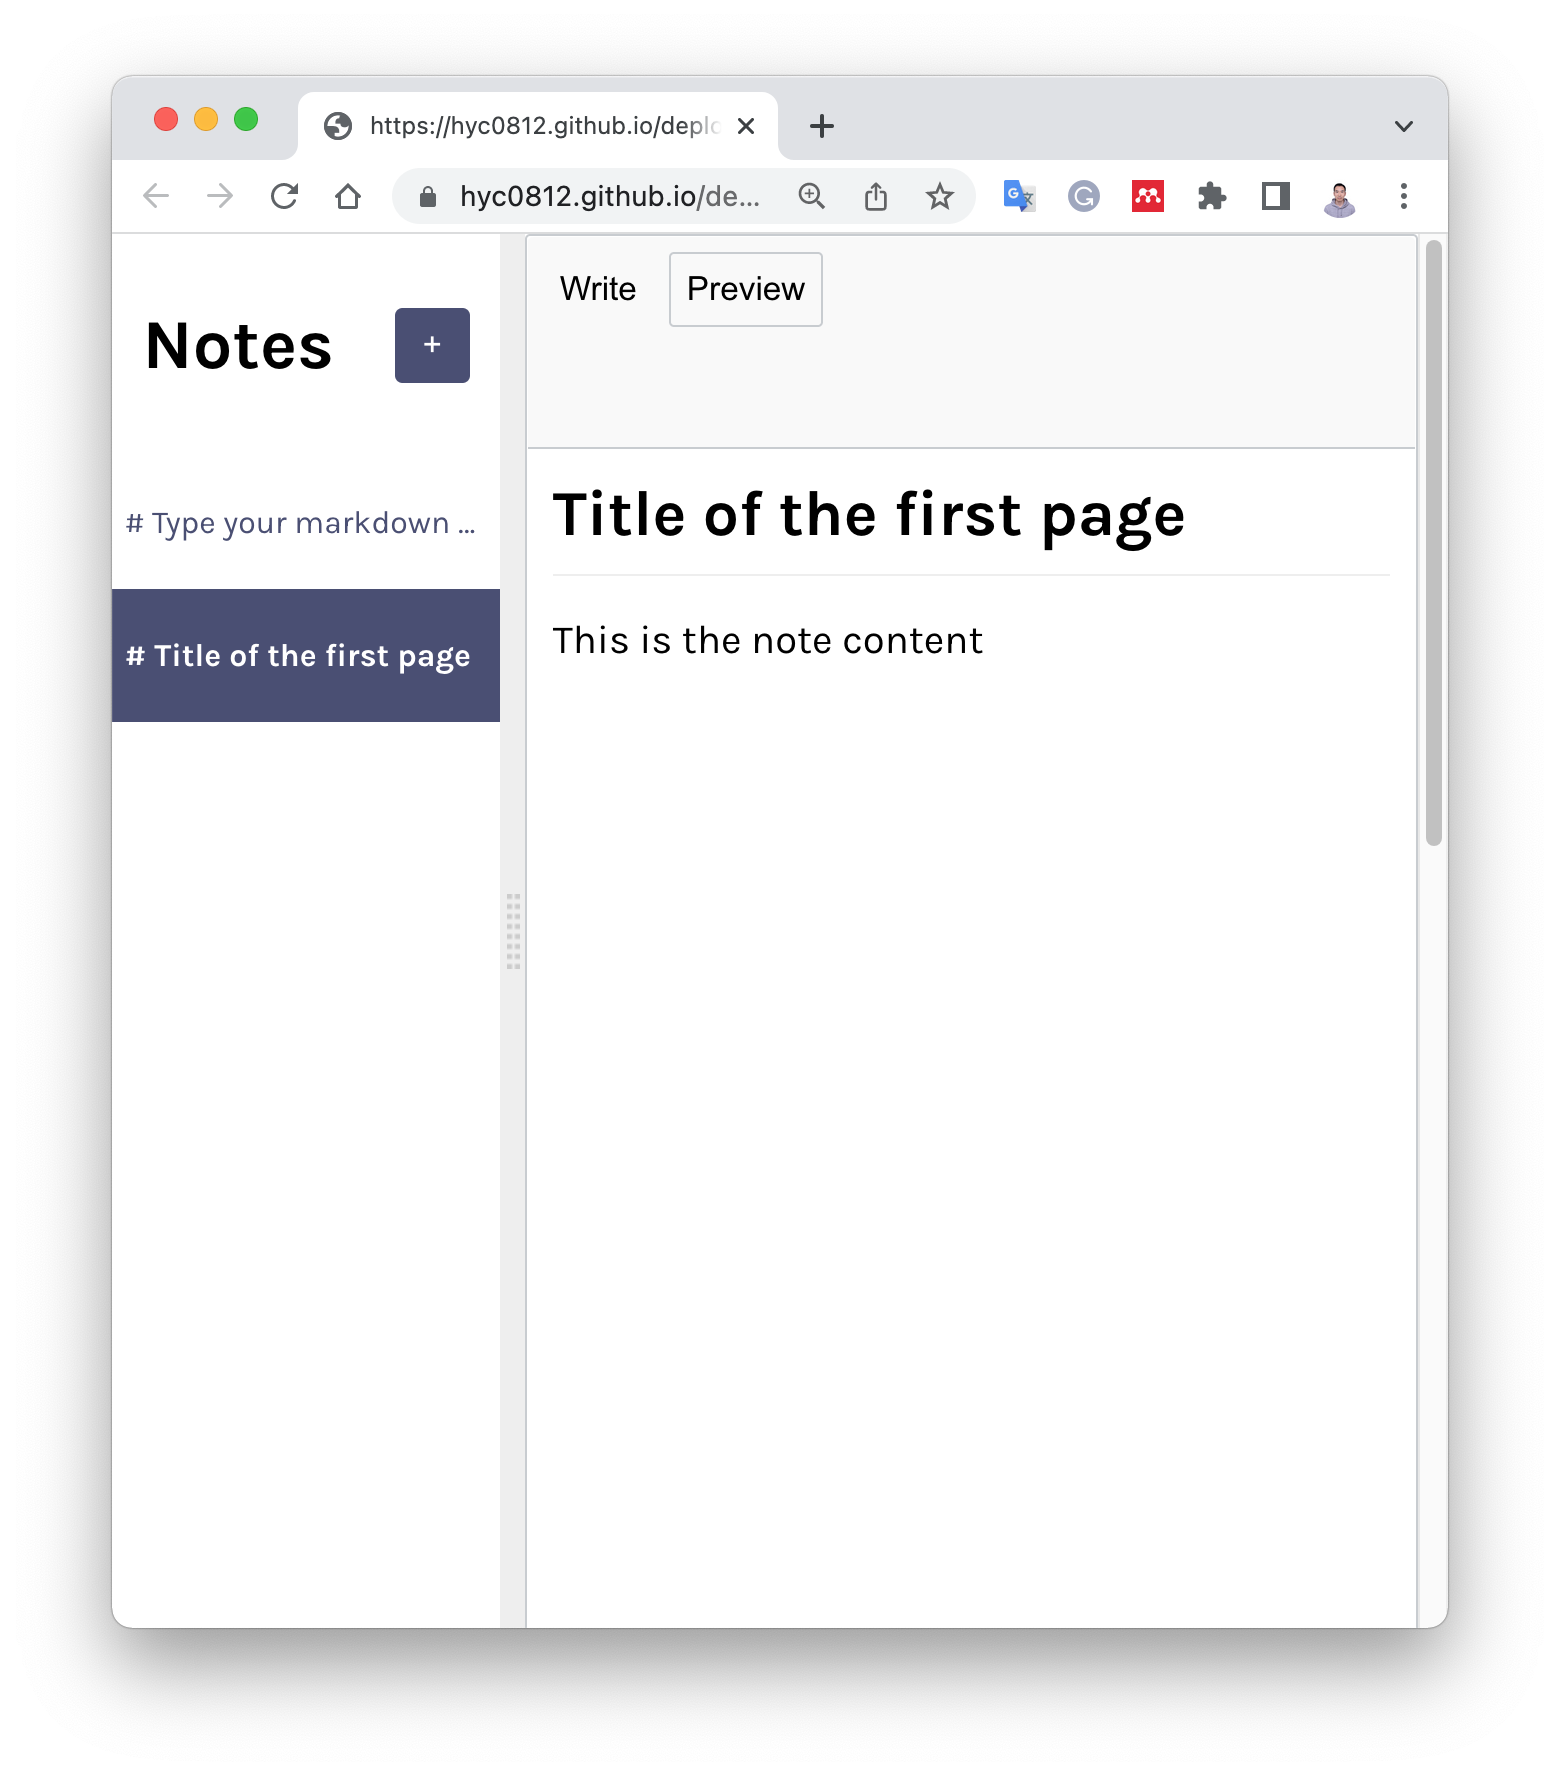 https://hyc0812.github.io/deplo
hyc0812.github.io/de...
Notes
+
# Type your markdown ...
# Title of the first page
Write
Preview
Title of the first page
This is the note content